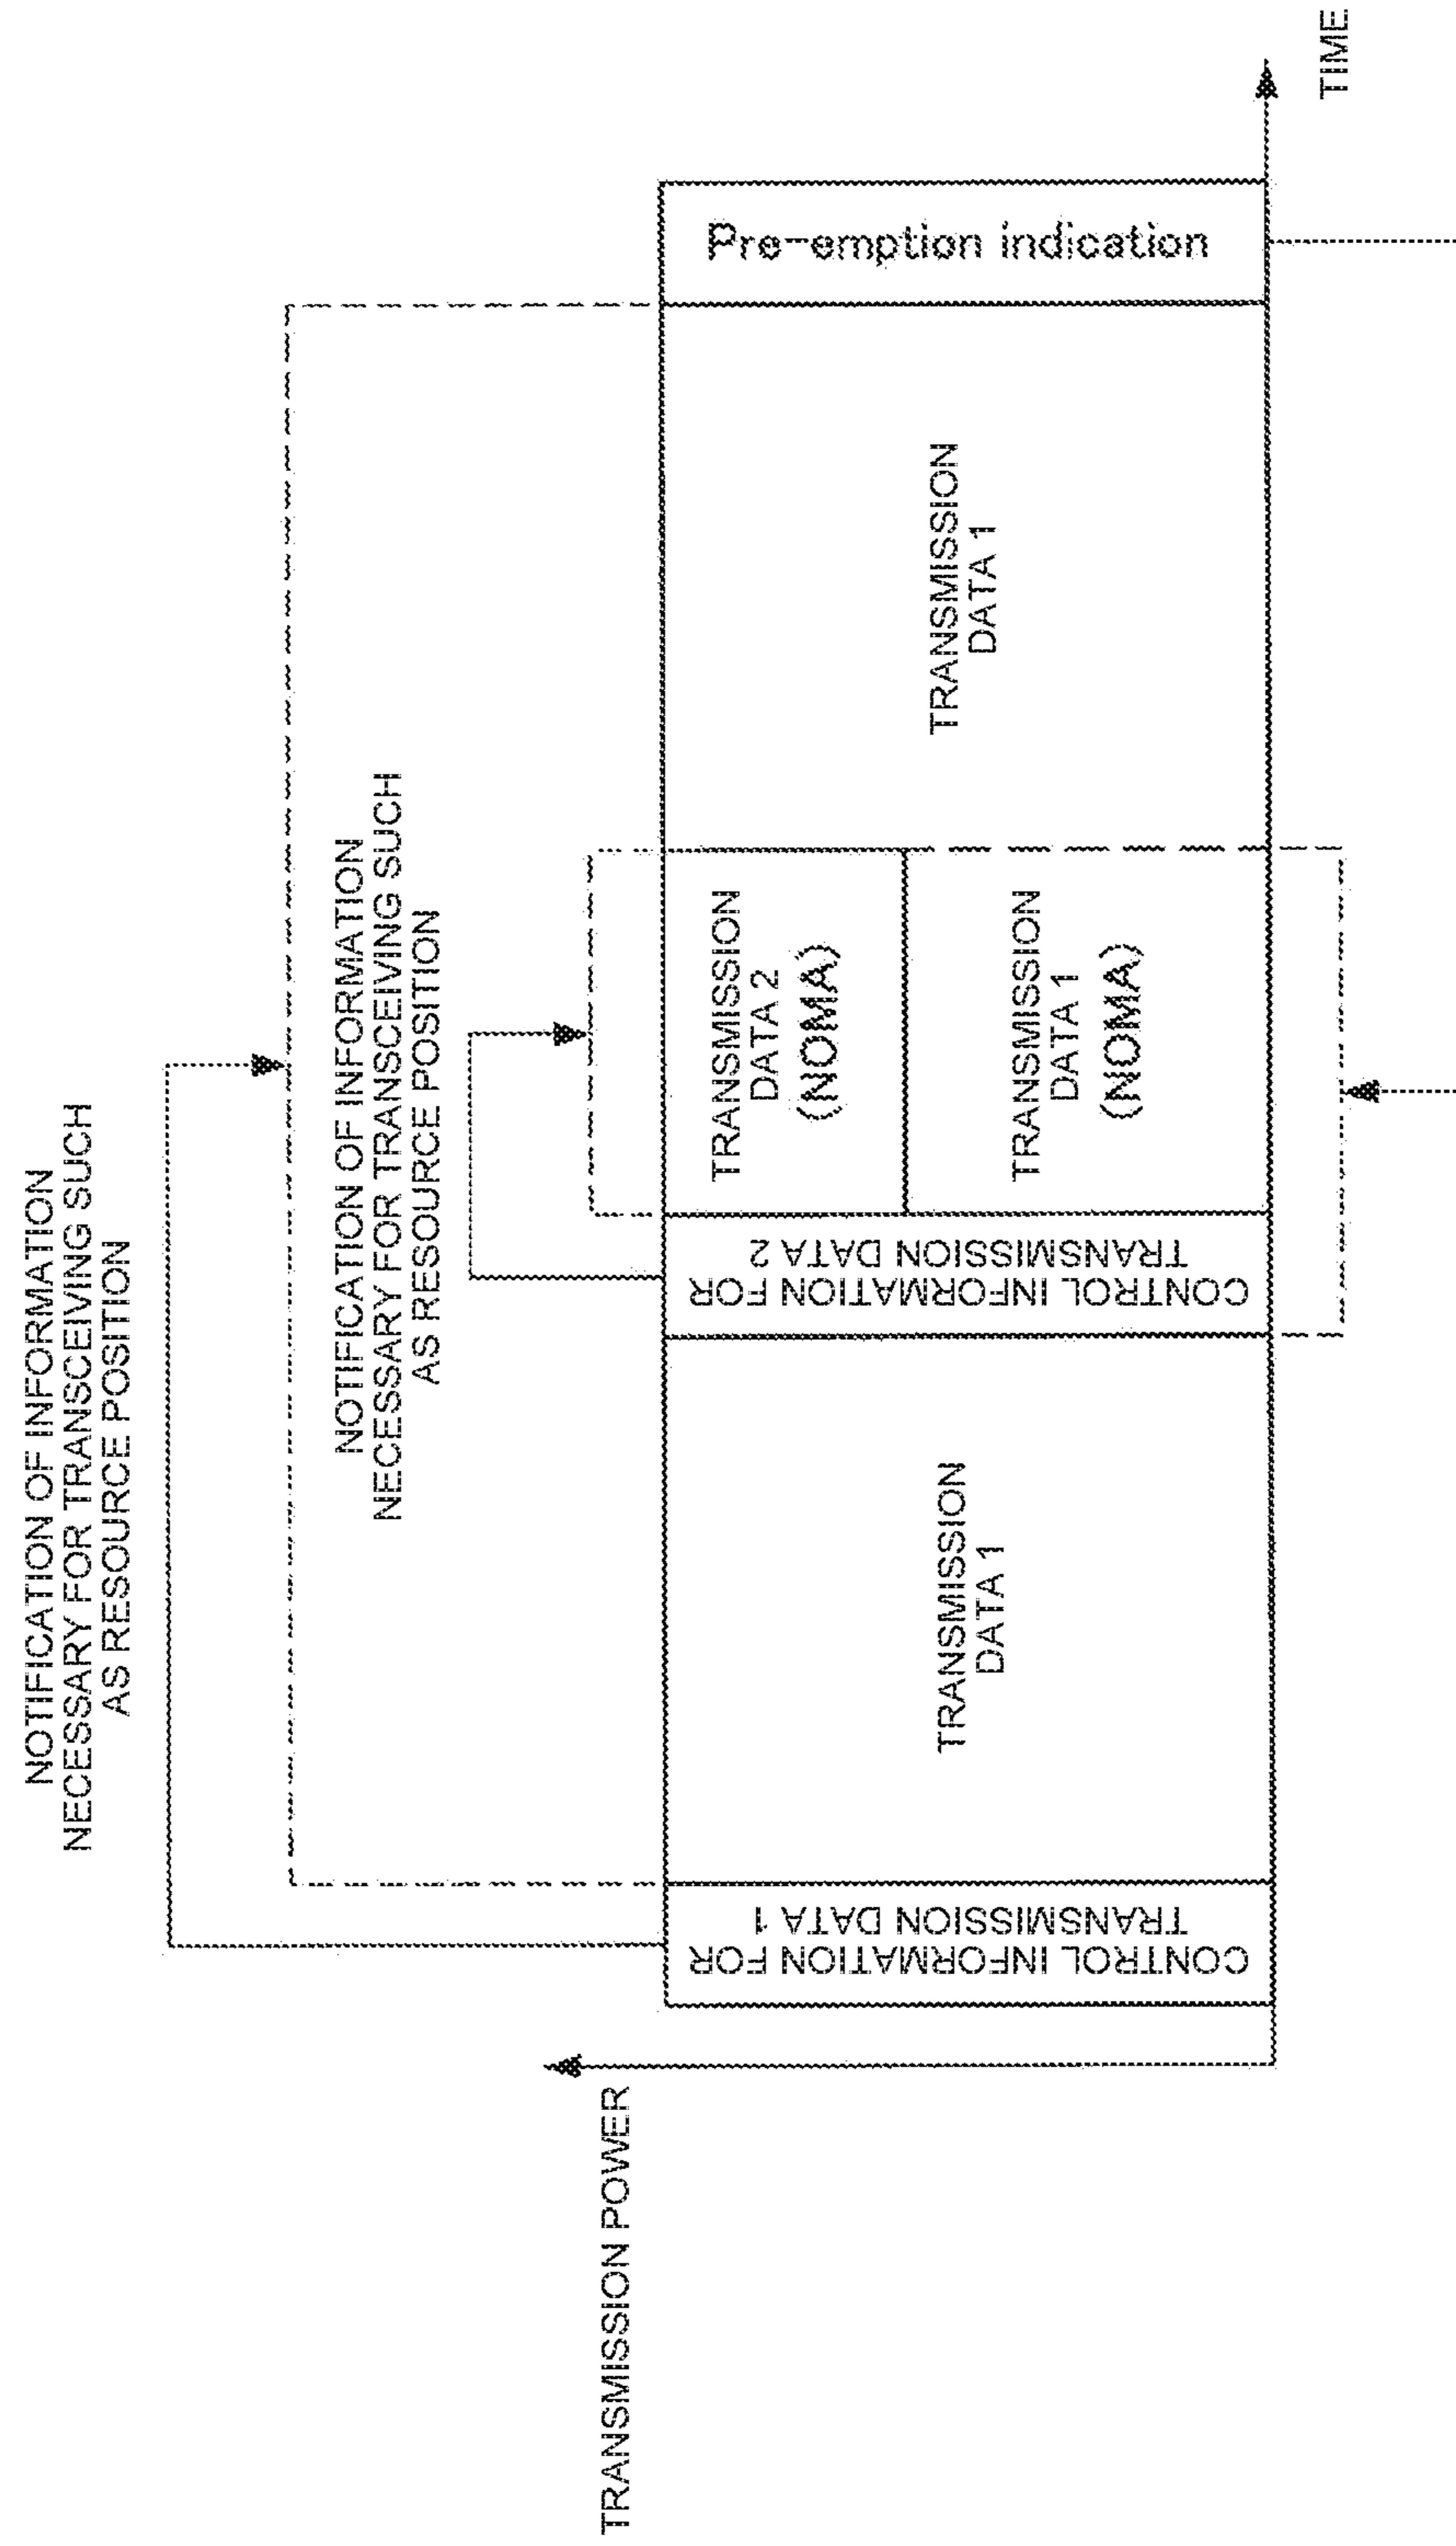 NOTIFICATION OF INFORMATION
NECESSARY FOR TRANSCEIVING SUCH
AS RESOURCE POSITION
NOTIFICATION OF INFORMATION
NECESSARY FOR TRANSCEIVING SUCH
AS RESOURCE POSITION
TRANSMISSION POWER
CONTROL INFORMATION FOR
TRANSMISSION DATA 1
TRANSMISSION
DATA 1
CONTROL INFORMATION FOR
TRANSMISSION DATA 2
TRANSMISSION
DATA 2
(NOMA)
TRANSMISSION
DATA 1
(NOMA)
TRANSMISSION
DATA 1
Pre-emption indication
TIME